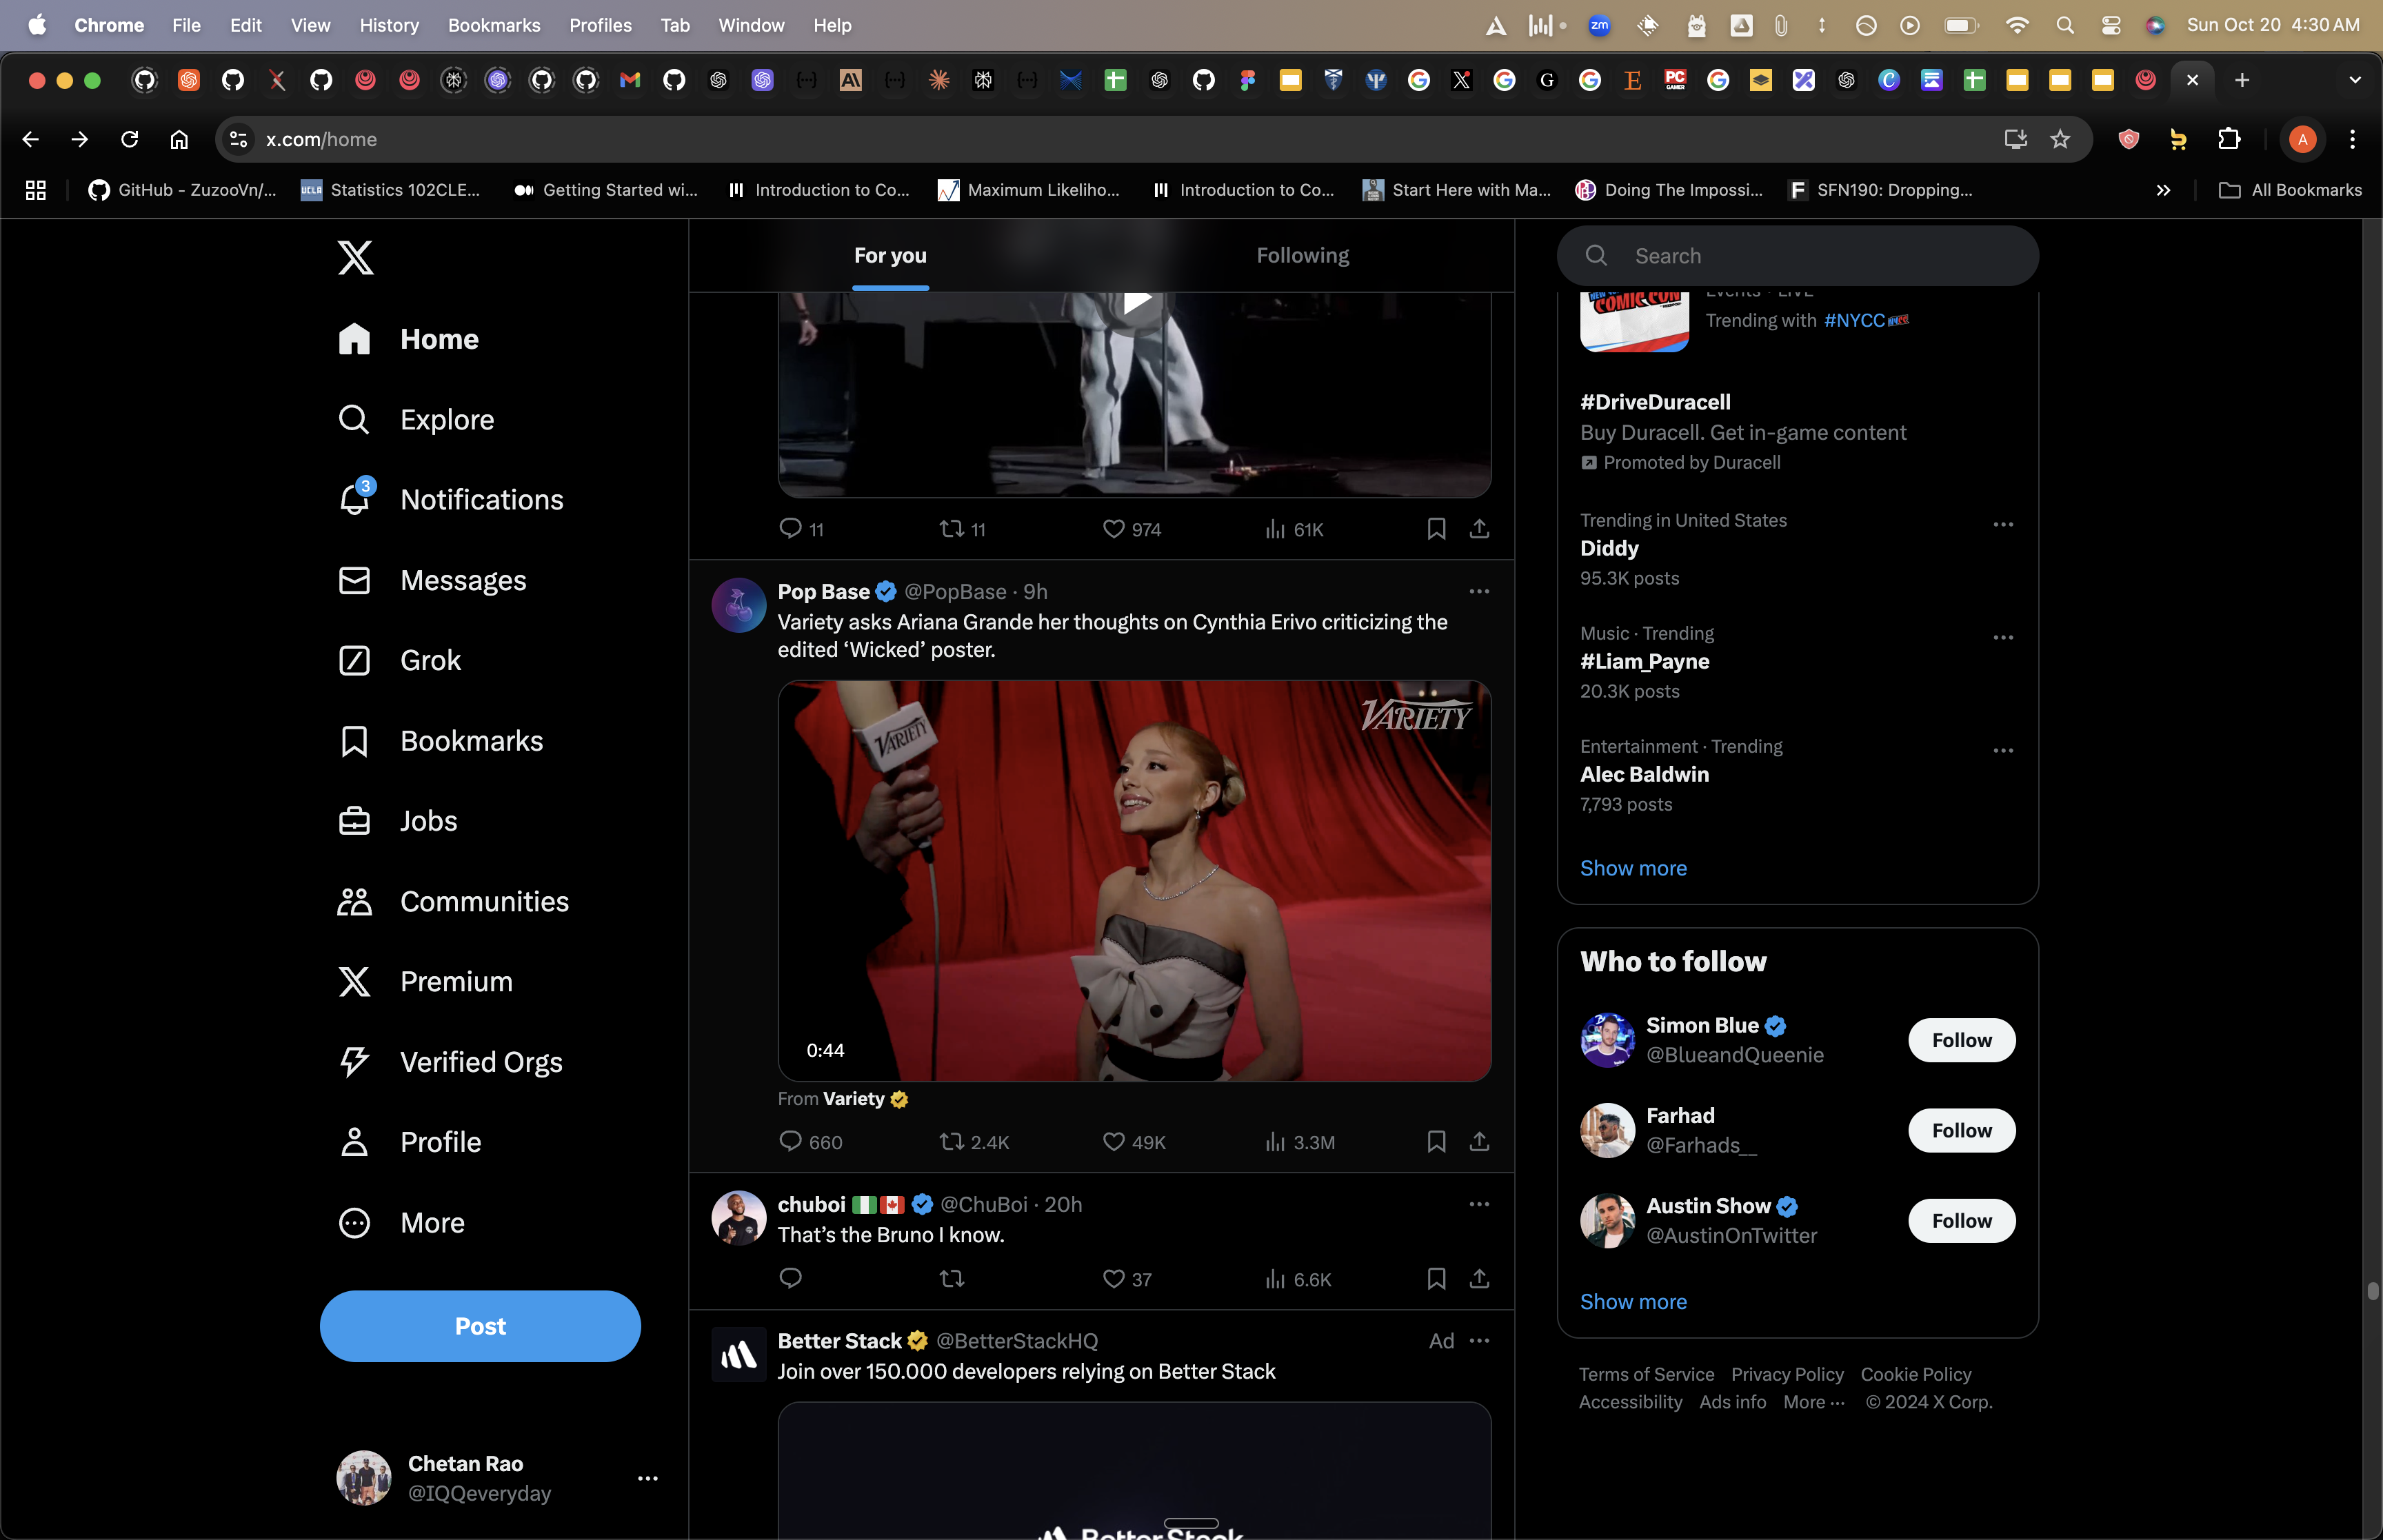 Chrome File Edit View History Bookmarks Profiles Tab Window Help
zm
Sun Oct 20 4:30 AM
x.com/home
A
GitHub - ZuzooVn/...
UCLA Statistics 102CLE...
Getting Started wi...
Introduction to Co...
Maximum Likeliho...
Introduction to Co...
Start Here with Ma...
Doing The Impossi...
SFN190: Dropping...
All Bookmarks
Home
Explore
3
Notifications
Messages
Grok
Bookmarks
Jobs
Communities
Premium
Verified Orgs
Profile
More
Post
Chetan Rao
@IQQeveryday
For you
Following
11 11 974 61K
Pop Base @PopBase · 9h
Variety asks Ariana Grande her thoughts on Cynthia Erivo criticizing the
edited ‘Wicked’ poster.
VARIETY
VARIETY
0:44
From Variety
660 2.4K 49K 3.3M
chuboi @ChuBoi · 20h
That’s the Bruno I know.
37 6.6K
Better Stack @BetterStackHQ
Ad
Join over 150.000 developers relying on Better Stack
Better Stack
Search
COMIC CON
Events · LIVE
Trending with #NYCC
#DriveDuracell
Buy Duracell. Get in-game content
Promoted by Duracell
Trending in United States
Diddy
95.3K posts
Music · Trending
#Liam_Payne
20.3K posts
Entertainment · Trending
Alec Baldwin
7,793 posts
Show more
Who to follow
Simon Blue
@BlueandQueenie
Follow
Farhad
@Farhads__
Follow
Austin Show
@AustinOnTwitter
Follow
Show more
Terms of Service Privacy Policy Cookie Policy
Accessibility Ads info More ··· © 2024 X Corp.